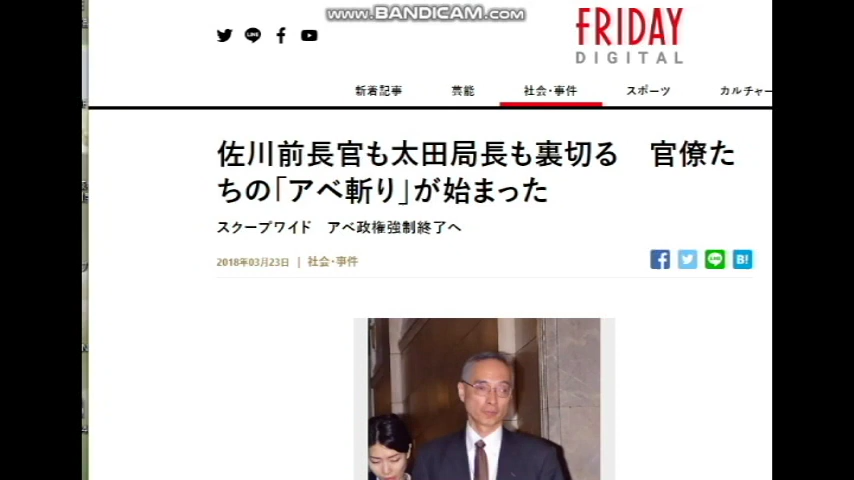 www.BANDICAM.com
FRIDAY
DIGITAL
新着記事 芸能 社会・事件 スポーツ カルチャー
佐川前長官も太田局長も裏切る 官僚た
ちの「アベ斬り」が始まった
スクープワイド アベ政権強制終了へ
2018年03月23日 | 社会・事件
B!